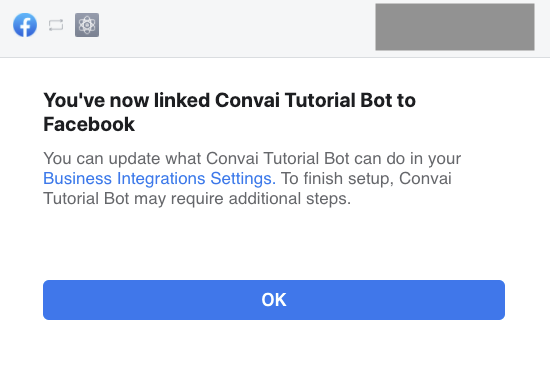 You've now linked Convai Tutorial Bot to
Facebook
You can update what Convai Tutorial Bot can do in your
Business Integrations Settings. To finish setup, Convai
Tutorial Bot may require additional steps.
OK